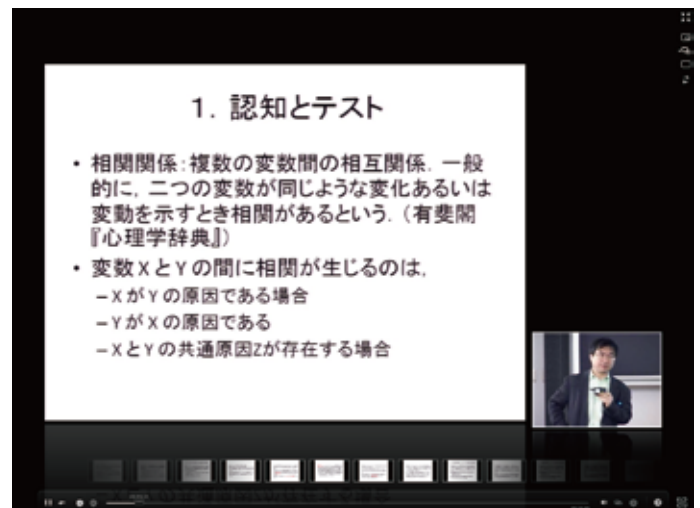 1. 認知とテスト
• 相関関係：複数の変数間の相互関係．一般
的に，二つの変数が同じような変化あるいは
変動を示すとき相関があるという．（有斐閣
『心理学辞典』）
• 変数XとYの間に相関が生じるのは，
–XがYの原因である場合
–YがXの原因である
–XとYの共通原因Zが存在する場合